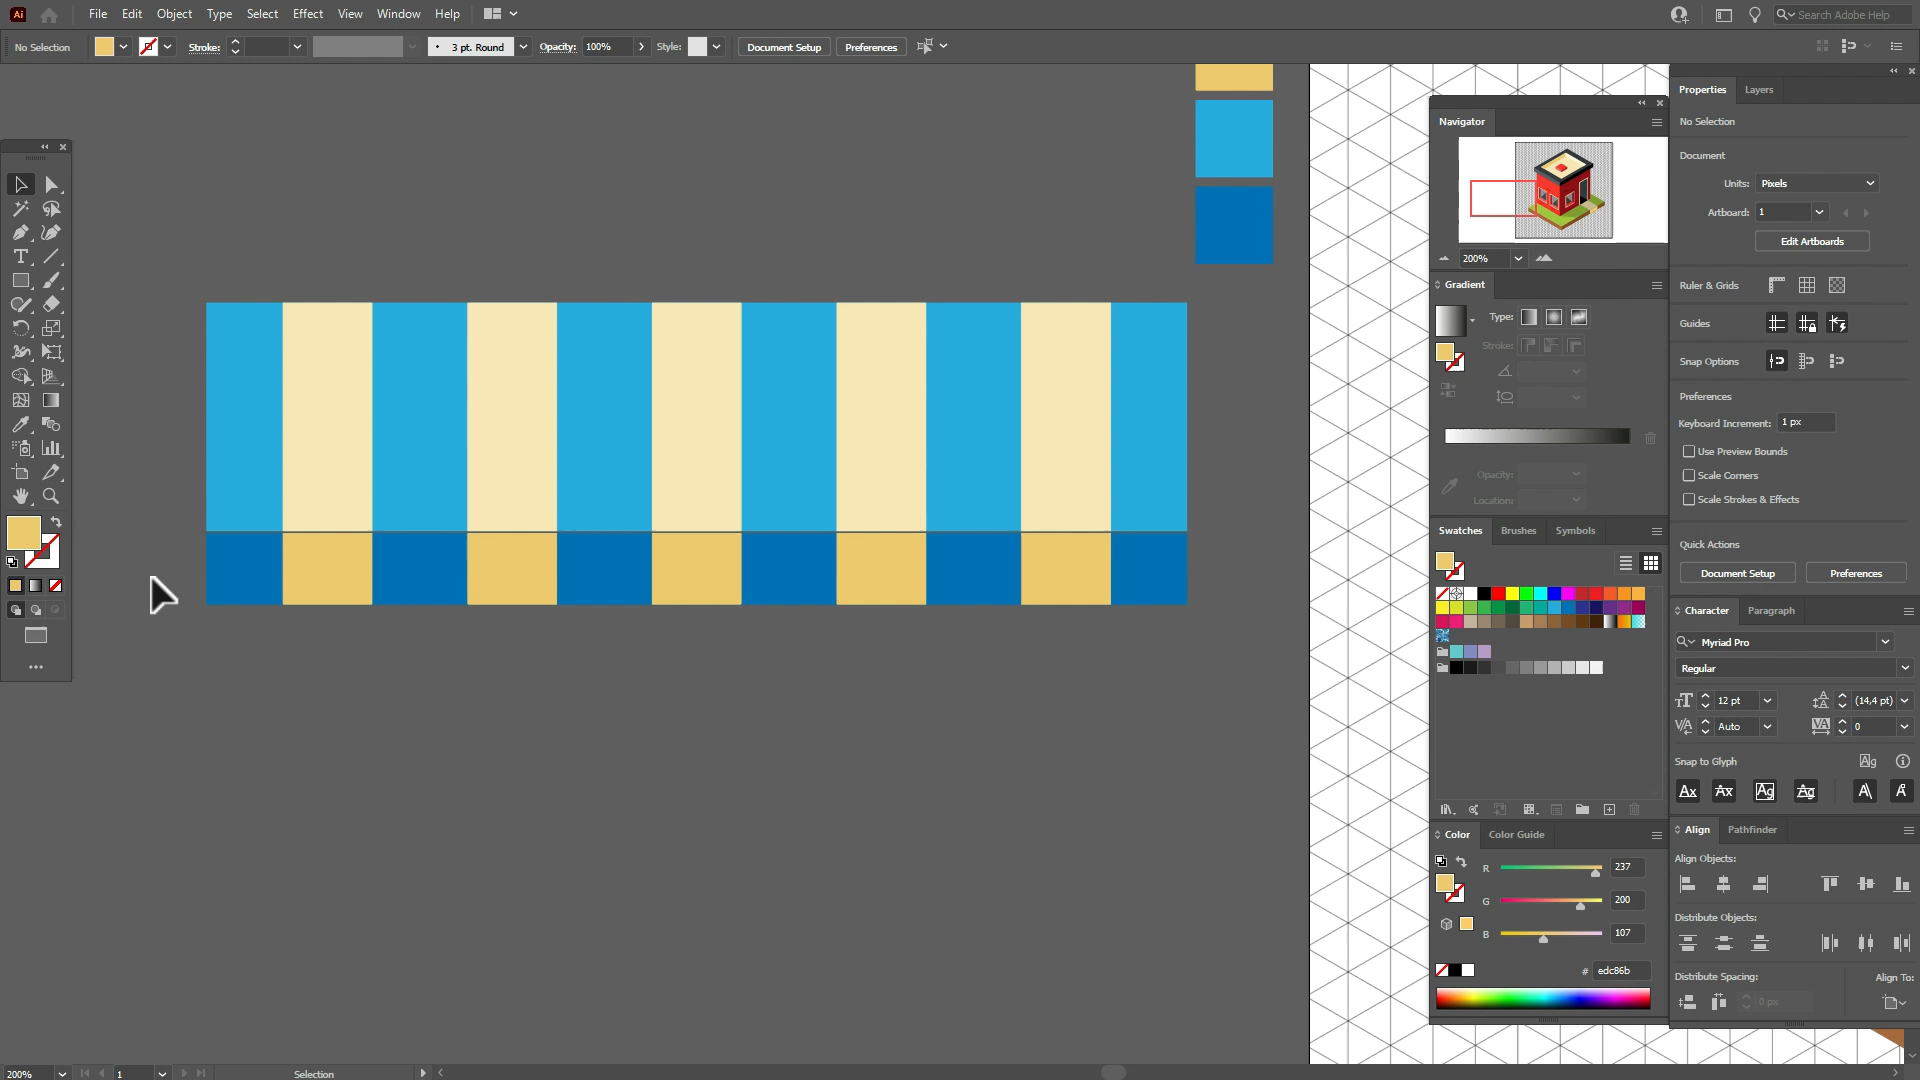 Ai File Edit Object Type Select Effect View Window Help Search Adobe Help
No Selection Stroke: 3 pt. Round Opacity: 100% Style: Document Setup Preferences
Properties Layers
No Selection
Document
Units: Pixels
Artboard: 1
Edit Artboards
Ruler & Grids
Guides
Snap Options
Preferences
Keyboard Increment: 1 px
Use Preview Bounds
Scale Corners
Scale Strokes & Effects
Quick Actions
Document Setup Preferences
Navigator
200%
Gradient
Type:
Stroke:
Opacity:
Location:
Swatches Brushes Symbols
Character Paragraph
Myriad Pro
Regular
12 pt (14,4 pt)
Auto 0
Snap to Glyph
Color Color Guide
R 237
G 200
B 107
# edc86b
Align Pathfinder
Align Objects:
Distribute Objects:
Distribute Spacing: Align To:
0 px
200% 1 Selection